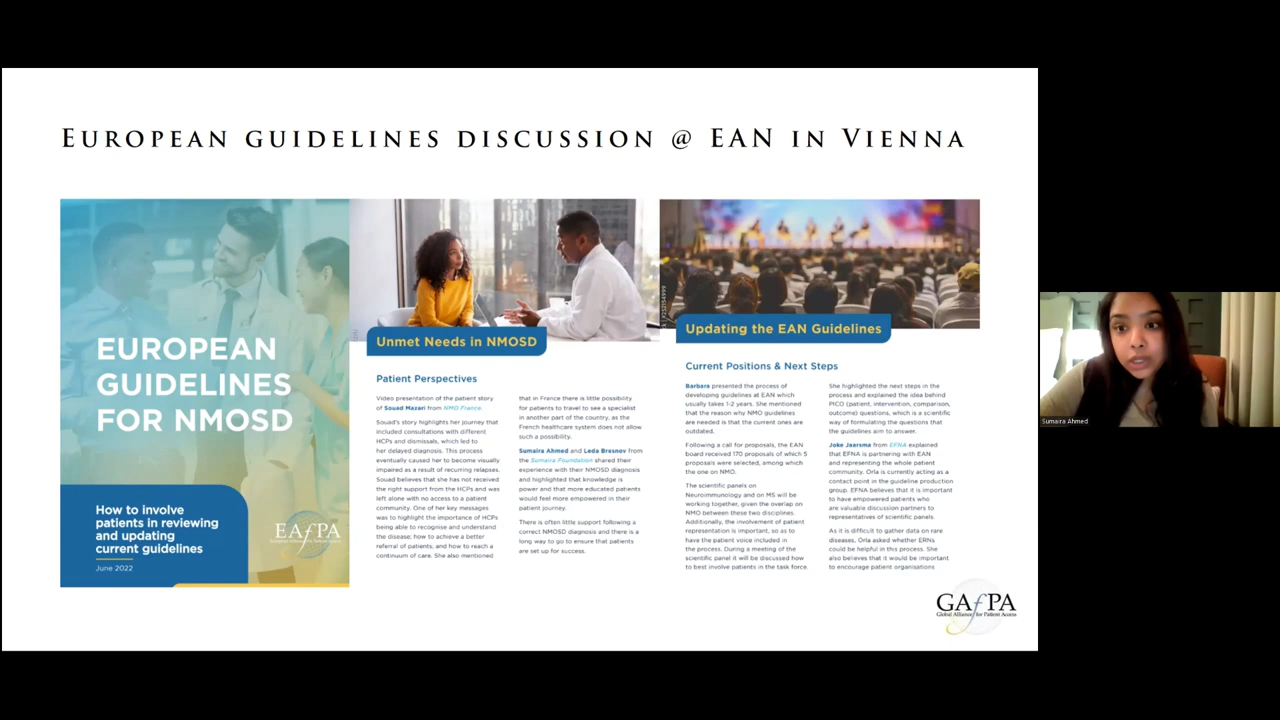 EUROPEAN GUIDELINES DISCUSSION @ EAN IN VIENNA
EUROPEAN
GUIDELINES
FOR NMOSD
How to involve
patients in reviewing
and updating
current guidelines
June 2022
EAfPA
Unmet Needs in NMOSD
Patient Perspectives
Video presentation of the patient story
of Souad Mazari from NMO France.
Souad's story highlights her journey that
included consultations with different
HCPs and dismissals, which led to
her delayed diagnosis. This process
eventually caused her to become visually
impaired as a result of recurring relapses.
Souad believes that she has not received
the right support from the HCPs and was
left alone with no access to a patient
community. One of her key messages
was to highlight the importance of HCPs
being able to recognise and understand
the disease; how to achieve a better
referral of patients; and how to reach a
continuum of care. She also mentioned
that in France there is little possibility
for patients to travel to see a specialist
in another part of the country, as the
French healthcare system does not allow
such a possibility.
Sumaira Ahmed and Leda Bresnov from
the Sumaira Foundation shared their
experience with their NMOSD diagnosis
and highlighted that knowledge is
power and that more educated patients
would feel more empowered in their
patient journey.
There is often little support following a
correct NMOSD diagnosis and there is a
long way to go to ensure that patients
are set up for success.
Updating the EAN Guidelines
Current Positions & Next Steps
Barbara presented the process of
developing guidelines at EAN which
usually takes 1-2 years. She mentioned
that the reason why NMO guidelines
are needed is that the current ones are
outdated.
Following a call for proposals, the EAN
board received 170 proposals of which 5
proposals were selected, among which
the one on NMO.
The scientific panels on
Neuroimmunology and on MS will be
working together, given the overlap on
NMO between these two disciplines.
Additionally, the involvement of patient
representation is important, so as to
have the patient voice included in
the process. During a meeting of the
scientific panel it will be discussed how
to best involve patients in the task force.
She highlighted the next steps in the
process and explained the idea behind
PICO (patient, intervention, comparison,
outcome) questions, which is a scientific
way of formulating the questions that
the guidelines aim to answer.
Joke Jaarsma from EFNA explained
that EFNA is partnering with EAN
and representing the whole patient
community. Orla is currently acting as a
contact point in the guideline production
group. EFNA believes that it is important
to have empowered patients who
are valuable discussion partners to
representatives of scientific panels.
As it is difficult to gather data on rare
diseases, Orla asked whether ERNs
could be helpful in this process. She
also believes that it would be important
to encourage patient organisations
GAfPA
Global Alliance for Patient Access
Sumaira Ahmed